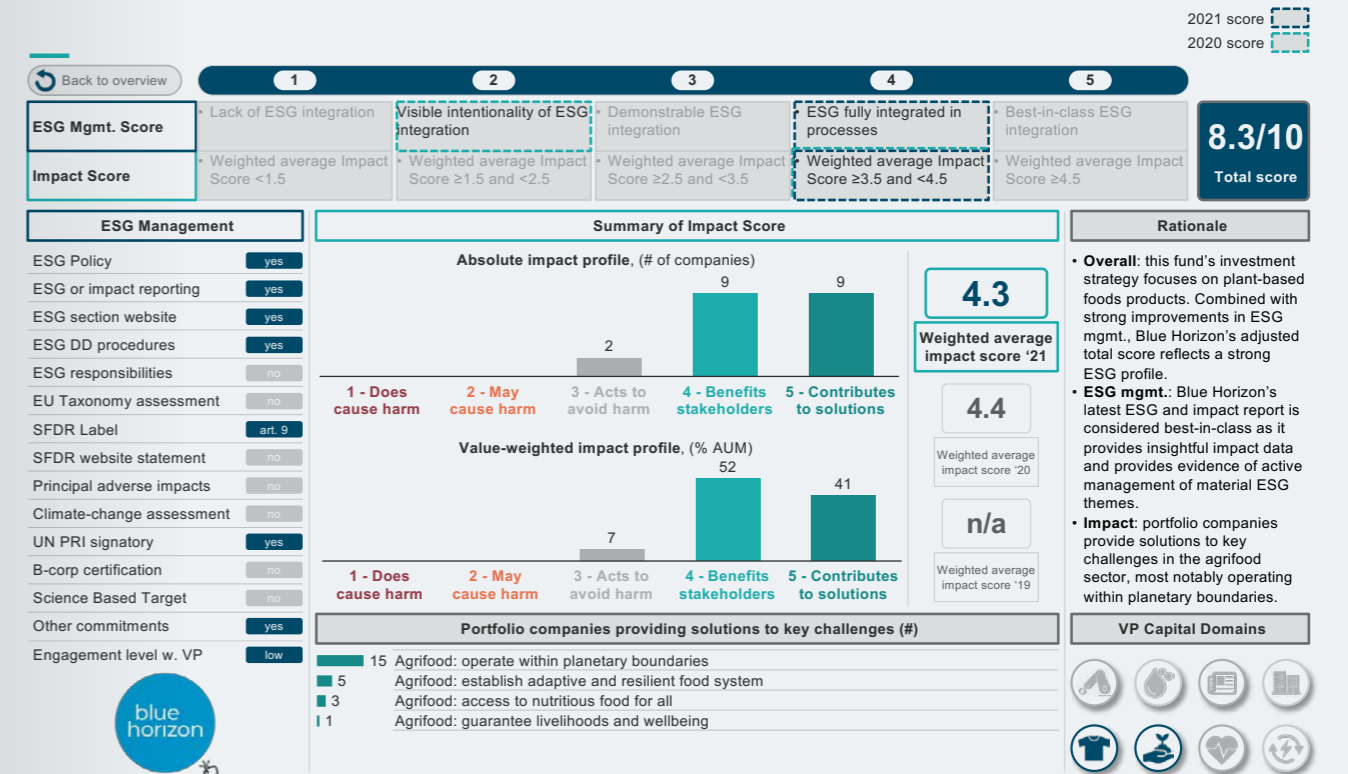 2021 score
2020 score
Back to overview
1
2
3
4
5
ESG Mgmt. Score
• Lack of ESG integration
Visible intentionality of ESG
integration
• Demonstrable ESG
integration
• ESG fully integrated in
processes
• Best-in-class ESG
integration
Impact Score
• Weighted average Impact
Score <1.5
• Weighted average Impact
Score ≥1.5 and <2.5
• Weighted average Impact
Score ≥2.5 and <3.5
• Weighted average Impact
Score ≥3.5 and <4.5
• Weighted average Impact
Score ≥4.5
8.3/10
Total score
ESG Management
ESG Policy yes
ESG or impact reporting yes
ESG section website yes
ESG DD procedures yes
ESG responsibilities no
EU Taxonomy assessment no
SFDR Label art. 9
SFDR website statement no
Principal adverse impacts no
Climate-change assessment no
UN PRI signatory yes
B-corp certification no
Science Based Target no
Other commitments yes
Engagement level w. VP low
blue
horizon
Summary of Impact Score
Absolute impact profile, (# of companies)
2
9
9
1 - Does
cause harm
2 - May
cause harm
3 - Acts to
avoid harm
4 - Benefits
stakeholders
5 - Contributes
to solutions
Value-weighted impact profile, (% AUM)
7
52
41
1 - Does
cause harm
2 - May
cause harm
3 - Acts to
avoid harm
4 - Benefits
stakeholders
5 - Contributes
to solutions
4.3
Weighted average
impact score ‘21
4.4
Weighted average
impact score ‘20
n/a
Weighted average
impact score ‘19
Portfolio companies providing solutions to key challenges (#)
15 Agrifood: operate within planetary boundaries
5 Agrifood: establish adaptive and resilient food system
3 Agrifood: access to nutritious food for all
1 Agrifood: guarantee livelihoods and wellbeing
Rationale
• Overall: this fund’s investment
strategy focuses on plant-based
foods products. Combined with
strong improvements in ESG
mgmt., Blue Horizon’s adjusted
total score reflects a strong
ESG profile.
• ESG mgmt.: Blue Horizon’s
latest ESG and impact report is
considered best-in-class as it
provides insightful impact data
and provides evidence of active
management of material ESG
themes.
• Impact: portfolio companies
provide solutions to key
challenges in the agrifood
sector, most notably operating
within planetary boundaries.
VP Capital Domains